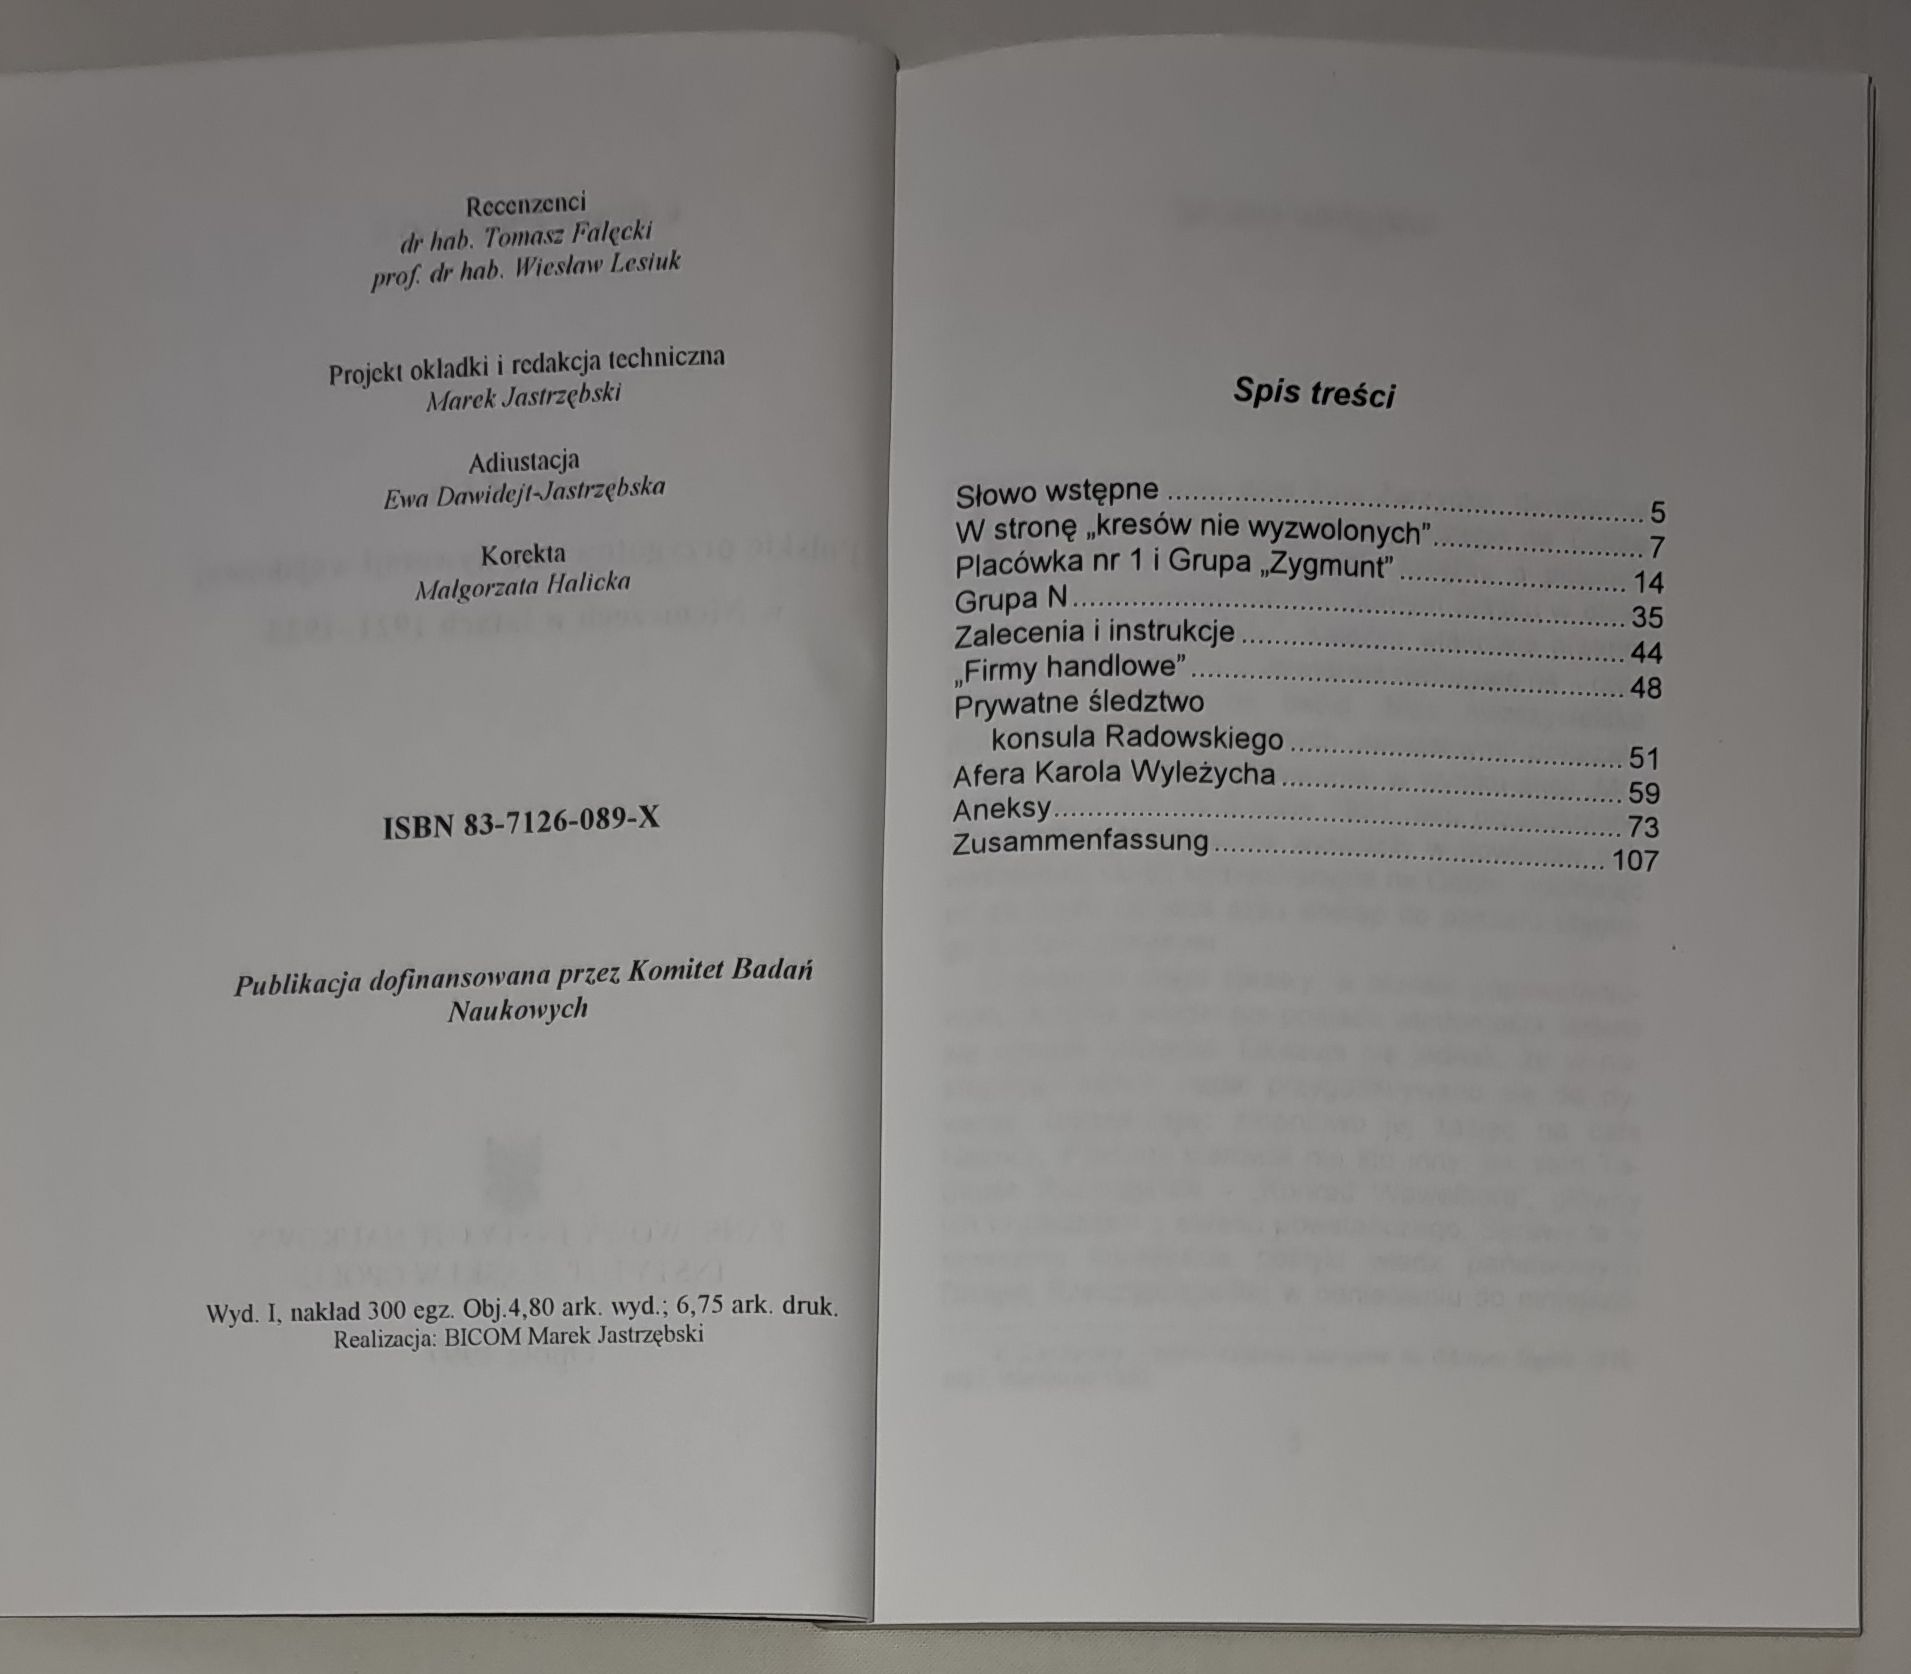 Recenzenci
dr hab. Tomasz Falęcki
prof. dr hab. Wiesław Lesiuk
Projekt okładki i redakcja techniczna
Marek Jastrzębski
Adiustacja
Ewa Dawidejt-Jastrzębska
Korekta
Małgorzata Halicka
ISBN 83-7126-089-X
Publikacja dofinansowana przez Komitet Badań
Naukowych
Wyd. I, nakład 300 egz. Obj.4,80 ark. wyd.; 6,75 ark. druk.
Realizacja: BICOM Marek Jastrzębski
Spis treści
Słowo wstępne ........ 5
W stronę „kresów nie wyzwolonych” ........ 7
Placówka nr 1 i Grupa „Zygmunt” ........ 14
Grupa N ........ 35
Zalecenia i instrukcje ........ 44
„Firmy handlowe” ........ 48
Prywatne śledztwo
konsula Radowskiego ........ 51
Afera Karola Wyleżycha ........ 59
Aneksy ........ 73
Zusammenfassung ........ 107